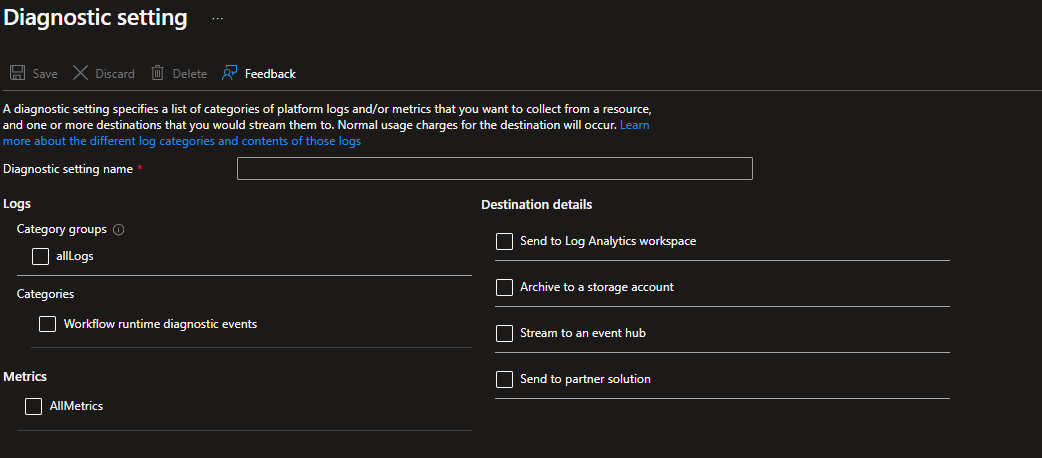 Diagnostic setting ...
Save Discard Delete Feedback
A diagnostic setting specifies a list of categories of platform logs and/or metrics that you want to collect from a resource,
and one or more destinations that you would stream them to. Normal usage charges for the destination will occur. Learn
more about the different log categories and contents of those logs
Diagnostic setting name *
Logs
Category groups
allLogs
Categories
Workflow runtime diagnostic events
Metrics
AllMetrics
Destination details
Send to Log Analytics workspace
Archive to a storage account
Stream to an event hub
Send to partner solution